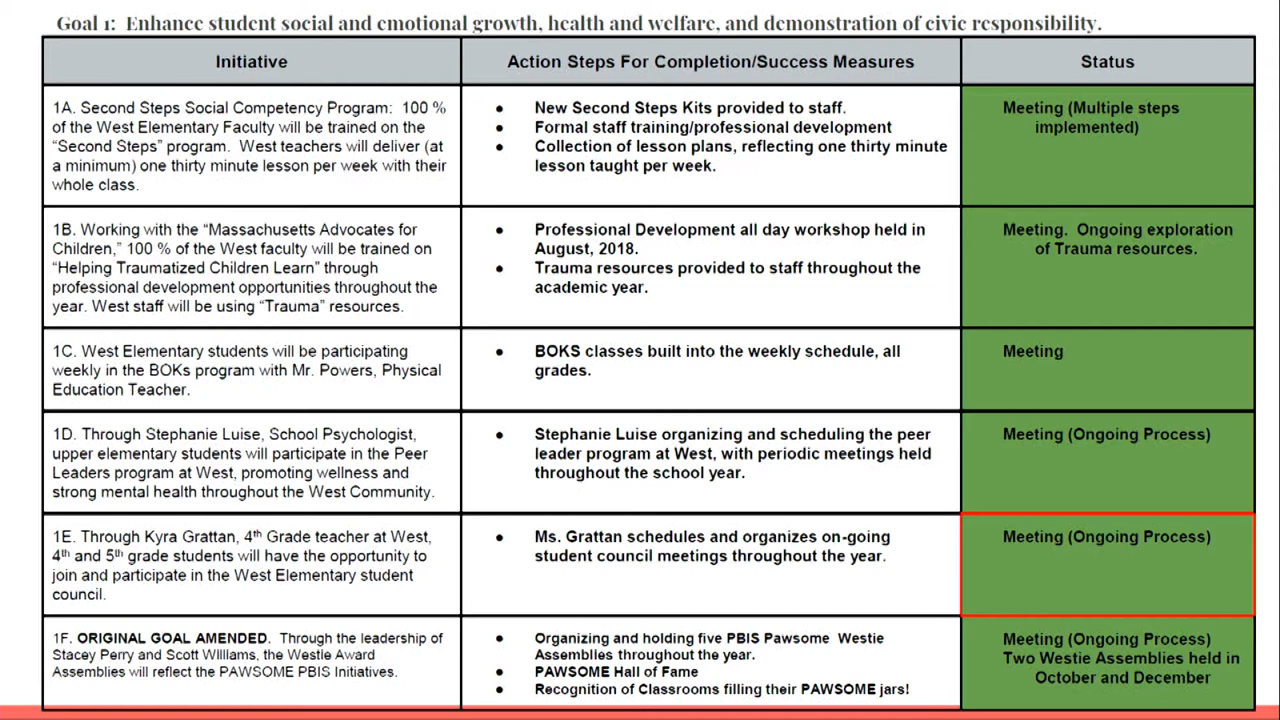 Goal 1: Enhance student social and emotional growth, health and welfare, and demonstration of civic responsibility.
Initiative
Action Steps For Completion/Success Measures
Status
1A. Second Steps Social Competency Program: 100 %
of the West Elementary Faculty will be trained on the
“Second Steps” program. West teachers will deliver (at
a minimum) one thirty minute lesson per week with their
whole class.
● New Second Steps Kits provided to staff.
● Formal staff training/professional development
● Collection of lesson plans, reflecting one thirty minute
lesson taught per week.
Meeting (Multiple steps
implemented)
1B. Working with the “Massachusetts Advocates for
Children,” 100 % of the West faculty will be trained on
“Helping Traumatized Children Learn” through
professional development opportunities throughout the
year. West staff will be using “Trauma” resources.
● Professional Development all day workshop held in
August, 2018.
● Trauma resources provided to staff throughout the
academic year.
Meeting. Ongoing exploration
of Trauma resources.
1C. West Elementary students will be participating
weekly in the BOKs program with Mr. Powers, Physical
Education Teacher.
● BOKS classes built into the weekly schedule, all
grades.
Meeting
1D. Through Stephanie Luise, School Psychologist,
upper elementary students will participate in the Peer
Leaders program at West, promoting wellness and
strong mental health throughout the West Community.
● Stephanie Luise organizing and scheduling the peer
leader program at West, with periodic meetings held
throughout the school year.
Meeting (Ongoing Process)
1E. Through Kyra Grattan, 4th Grade teacher at West,
4th and 5th grade students will have the opportunity to
join and participate in the West Elementary student
council.
● Ms. Grattan schedules and organizes on-going
student council meetings throughout the year.
Meeting (Ongoing Process)
1F. ORIGINAL GOAL AMENDED. Through the leadership of
Stacey Perry and Scott Williams, the Westie Award
Assemblies will reflect the PAWSOME PBIS Initiatives.
● Organizing and holding five PBIS Pawsome Westie
Assemblies throughout the year.
● PAWSOME Hall of Fame
● Recognition of Classrooms filling their PAWSOME jars!
Meeting (Ongoing Process)
Two Westie Assemblies held in
October and December